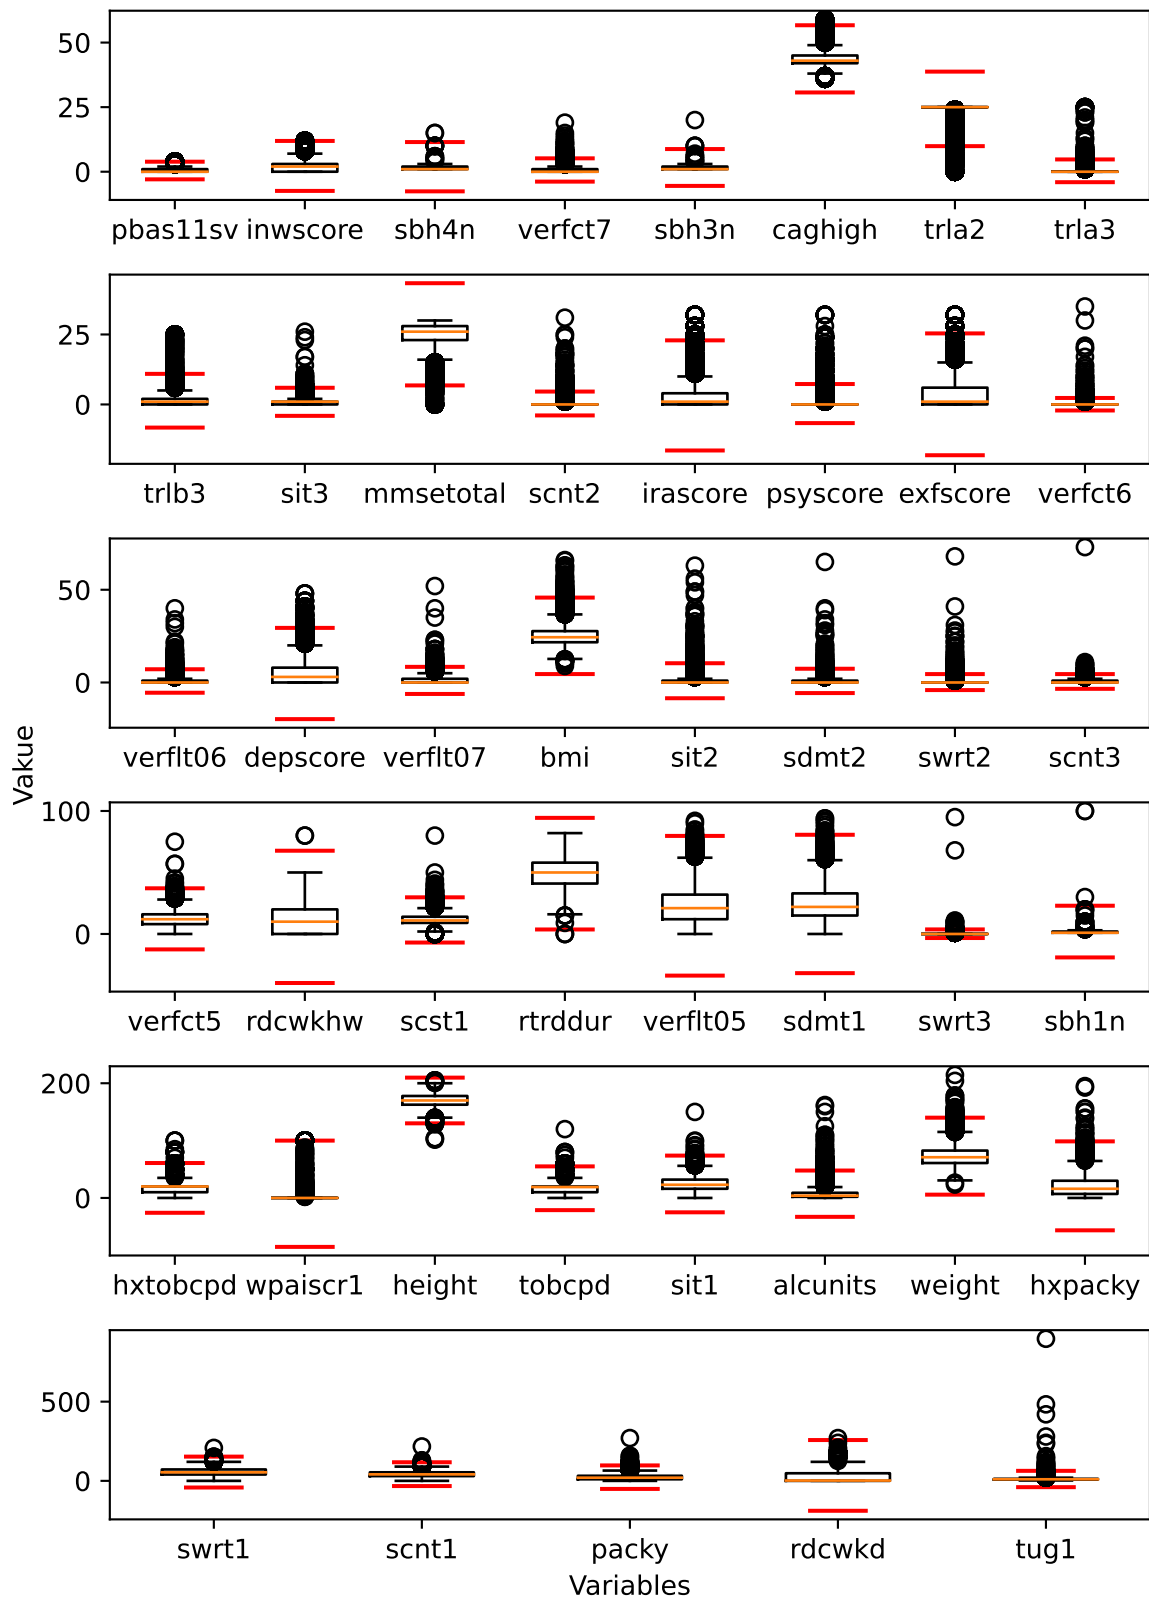 50
25
0
pbas11sv inwscore sbh4n verfct7 sbh3n caghigh trla2 trla3
25
0
trlb3 sit3 mmsetotal scnt2 irascore psyscore exfscore verfct6
50
0
verflt06 depscore verflt07 bmi sit2 sdmt2 swrt2 scnt3
Vakue
100
0
verfct5 rdcwkhw scst1 rtrddur verflt05 sdmt1 swrt3 sbh1n
200
0
hxtobcpd wpaiscr1 height tobcpd sit1 alcunits weight hxpacky
500
0
swrt1 scnt1 packy rdcwkd tug1
Variables